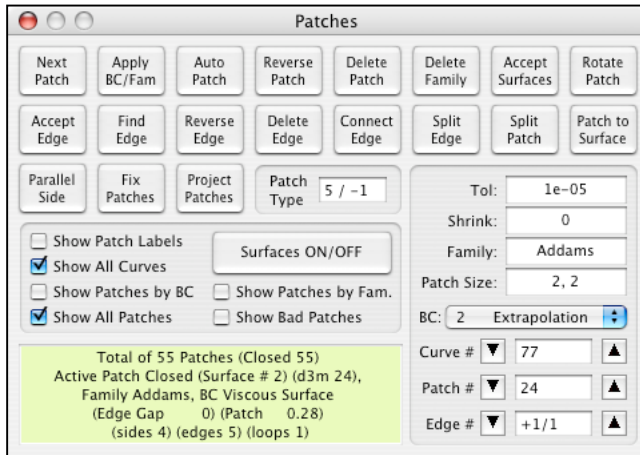 Patches
Next Patch Apply BC/Fam Auto Patch Reverse Patch Delete Patch Delete Family Accept Surfaces Rotate Patch
Accept Edge Find Edge Reverse Edge Delete Edge Connect Edge Split Edge Split Patch Patch to Surface
Parallel Side Fix Patches Project Patches Patch Type 5 / -1
Tol: 1e-05
Shrink: 0
Family: Addams
Patch Size: 2, 2
BC: 2 Extrapolation
Curve # 77
Patch # 24
Edge # +1/1
Show Patch Labels
Show All Curves
Surfaces ON/OFF
Show Patches by BC Show Patches by Fam.
Show All Patches Show Bad Patches
Total of 55 Patches (Closed 55)
Active Patch Closed (Surface # 2) (d3m 24),
Family Addams, BC Viscous Surface
(Edge Gap 0) (Patch 0.28)
(sides 4) (edges 5) (loops 1)